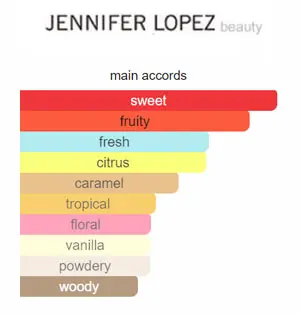 JENNIFER LOPEZ beauty
main accords
sweet
fruity
fresh
citrus
caramel
tropical
floral
vanilla
powdery
woody